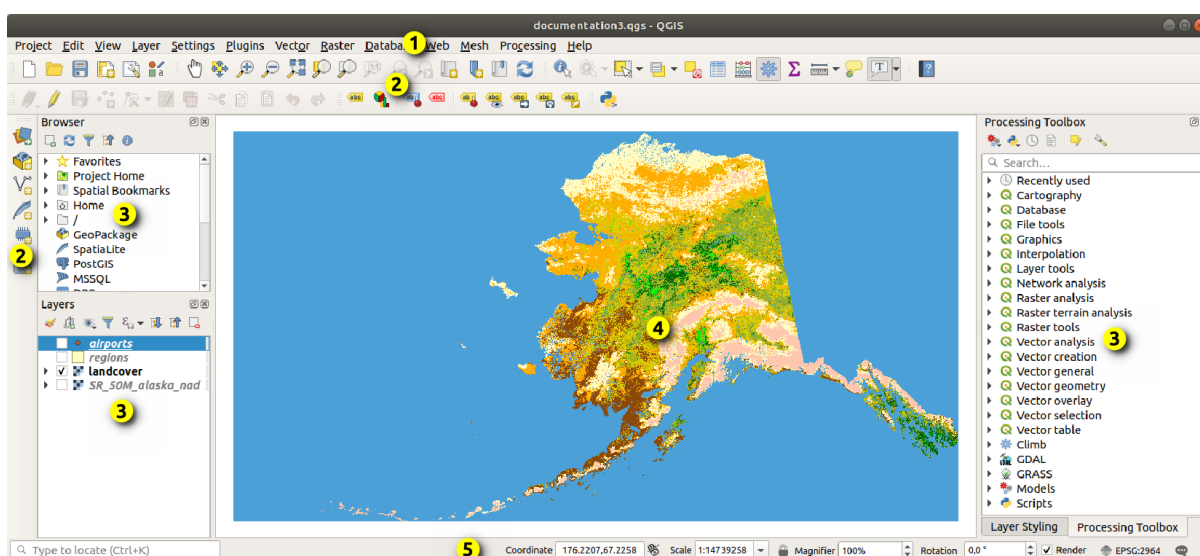 documentation3.qgs - QGIS
Project Edit View Layer Settings Plugins Vector Raster Database Web Mesh Processing Help
1
2
abc
Browser
Favorites
Project Home
Spatial Bookmarks
Home
/
GeoPackage
SpatiaLite
PostGIS
MSSQL
3
2
Layers
airports
regions
landcover
SR_50M_alaska_nad
3
4
Processing Toolbox
Search...
Recently used
Cartography
Database
File tools
Graphics
Interpolation
Layer tools
Network analysis
Raster analysis
Raster terrain analysis
Raster tools
Vector analysis
3
Vector creation
Vector general
Vector geometry
Vector overlay
Vector selection
Vector table
Climb
GDAL
GRASS
Models
Scripts
Layer Styling Processing Toolbox
Type to locate (Ctrl+K)
5
Coordinate 176.2207,67.2258 Scale 1:14739258 Magnifier 100% Rotation 0,0 ° Render EPSG:2964